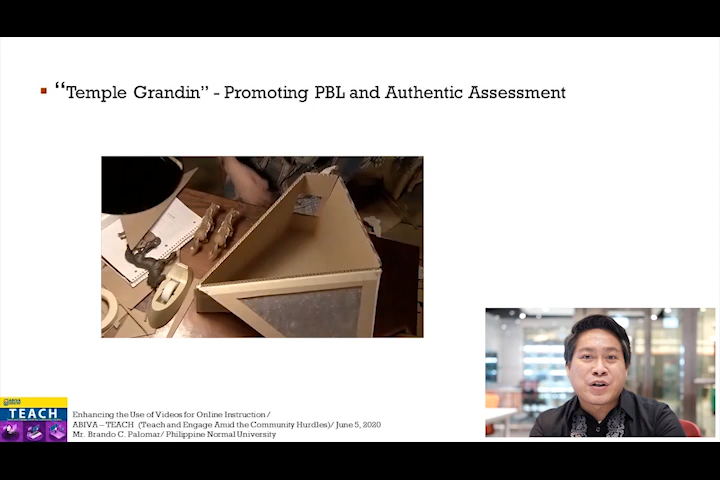 “Temple Grandin” - Promoting PBL and Authentic Assessment
TEACH
Enhancing the Use of Videos for Online Instruction/
ABIVA – TEACH (Teach and Engage Amid the Community Hurdles)/ June 5, 2020
Mr. Brando C. Palomar/ Philippine Normal University